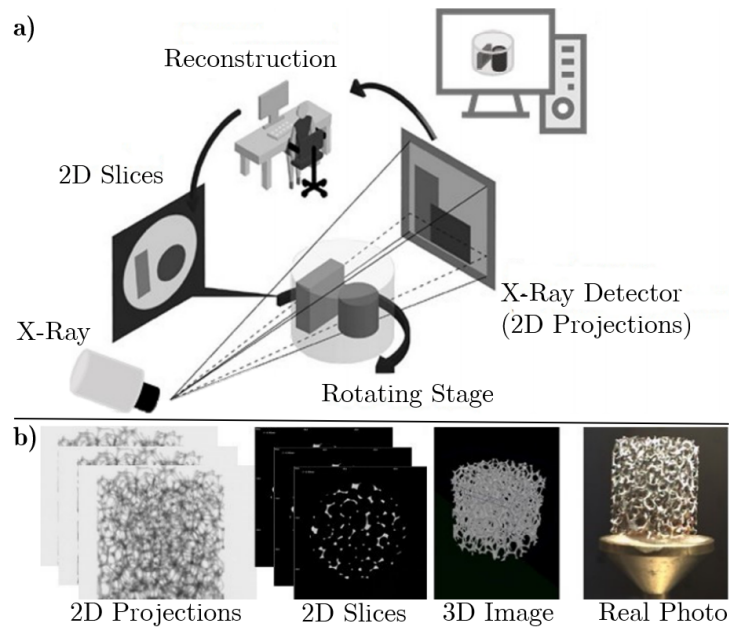 a)
Reconstruction
2D Slices
X-Ray Detector
(2D Projections)
X-Ray
Rotating Stage
b)
2D Projections
2D Slices
3D Image
Real Photo